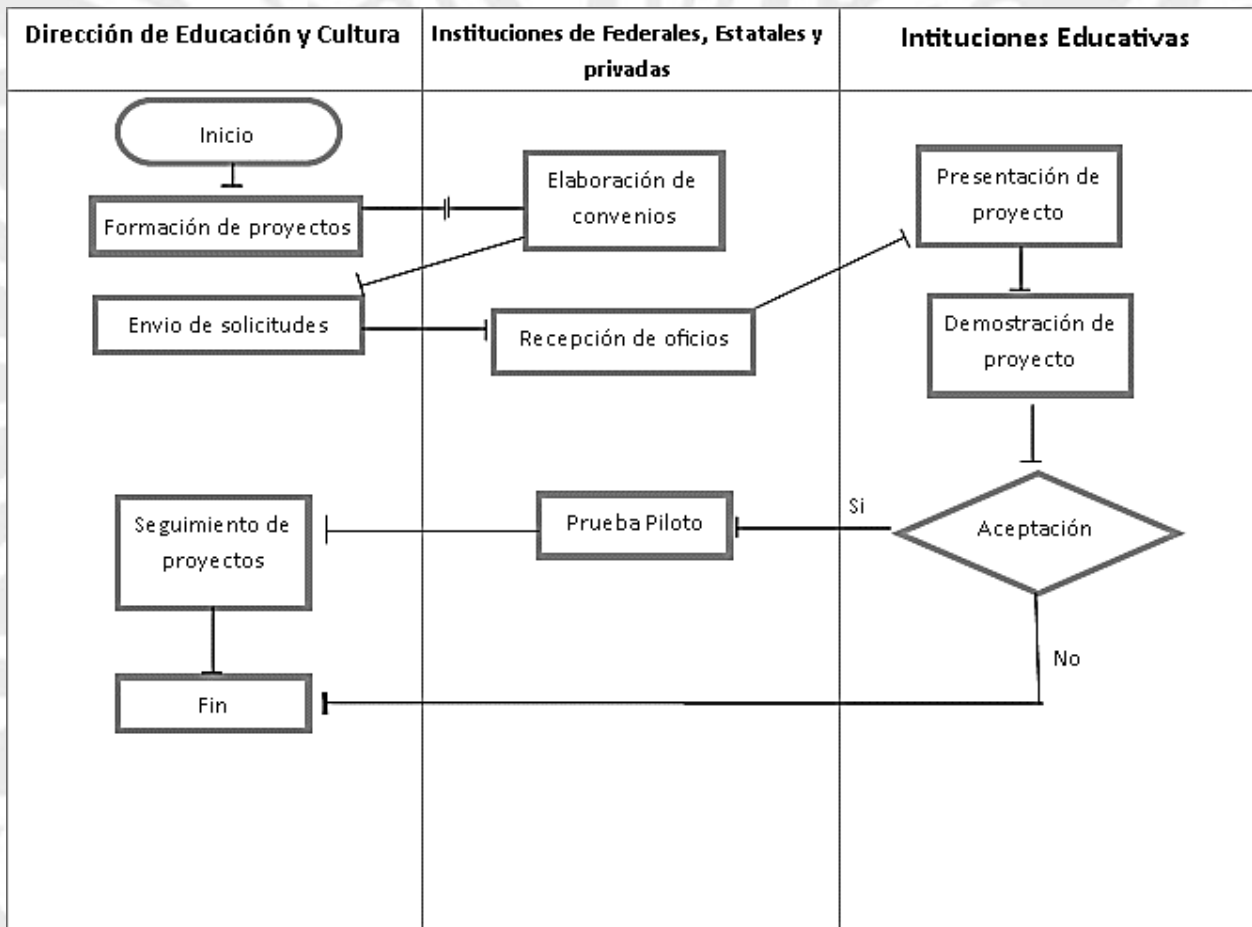 Dirección de Educación y Cultura
Instituciones de Federales, Estatales y
privadas
Intituciones Educativas
Inicio
Formación de proyectos
Elaboración de
convenios
Envio de solicitudes
Recepción de oficios
Presentación de
proyecto
Demostración de
proyecto
Aceptación
Si
Prueba Piloto
Seguimiento de
proyectos
No
Fin